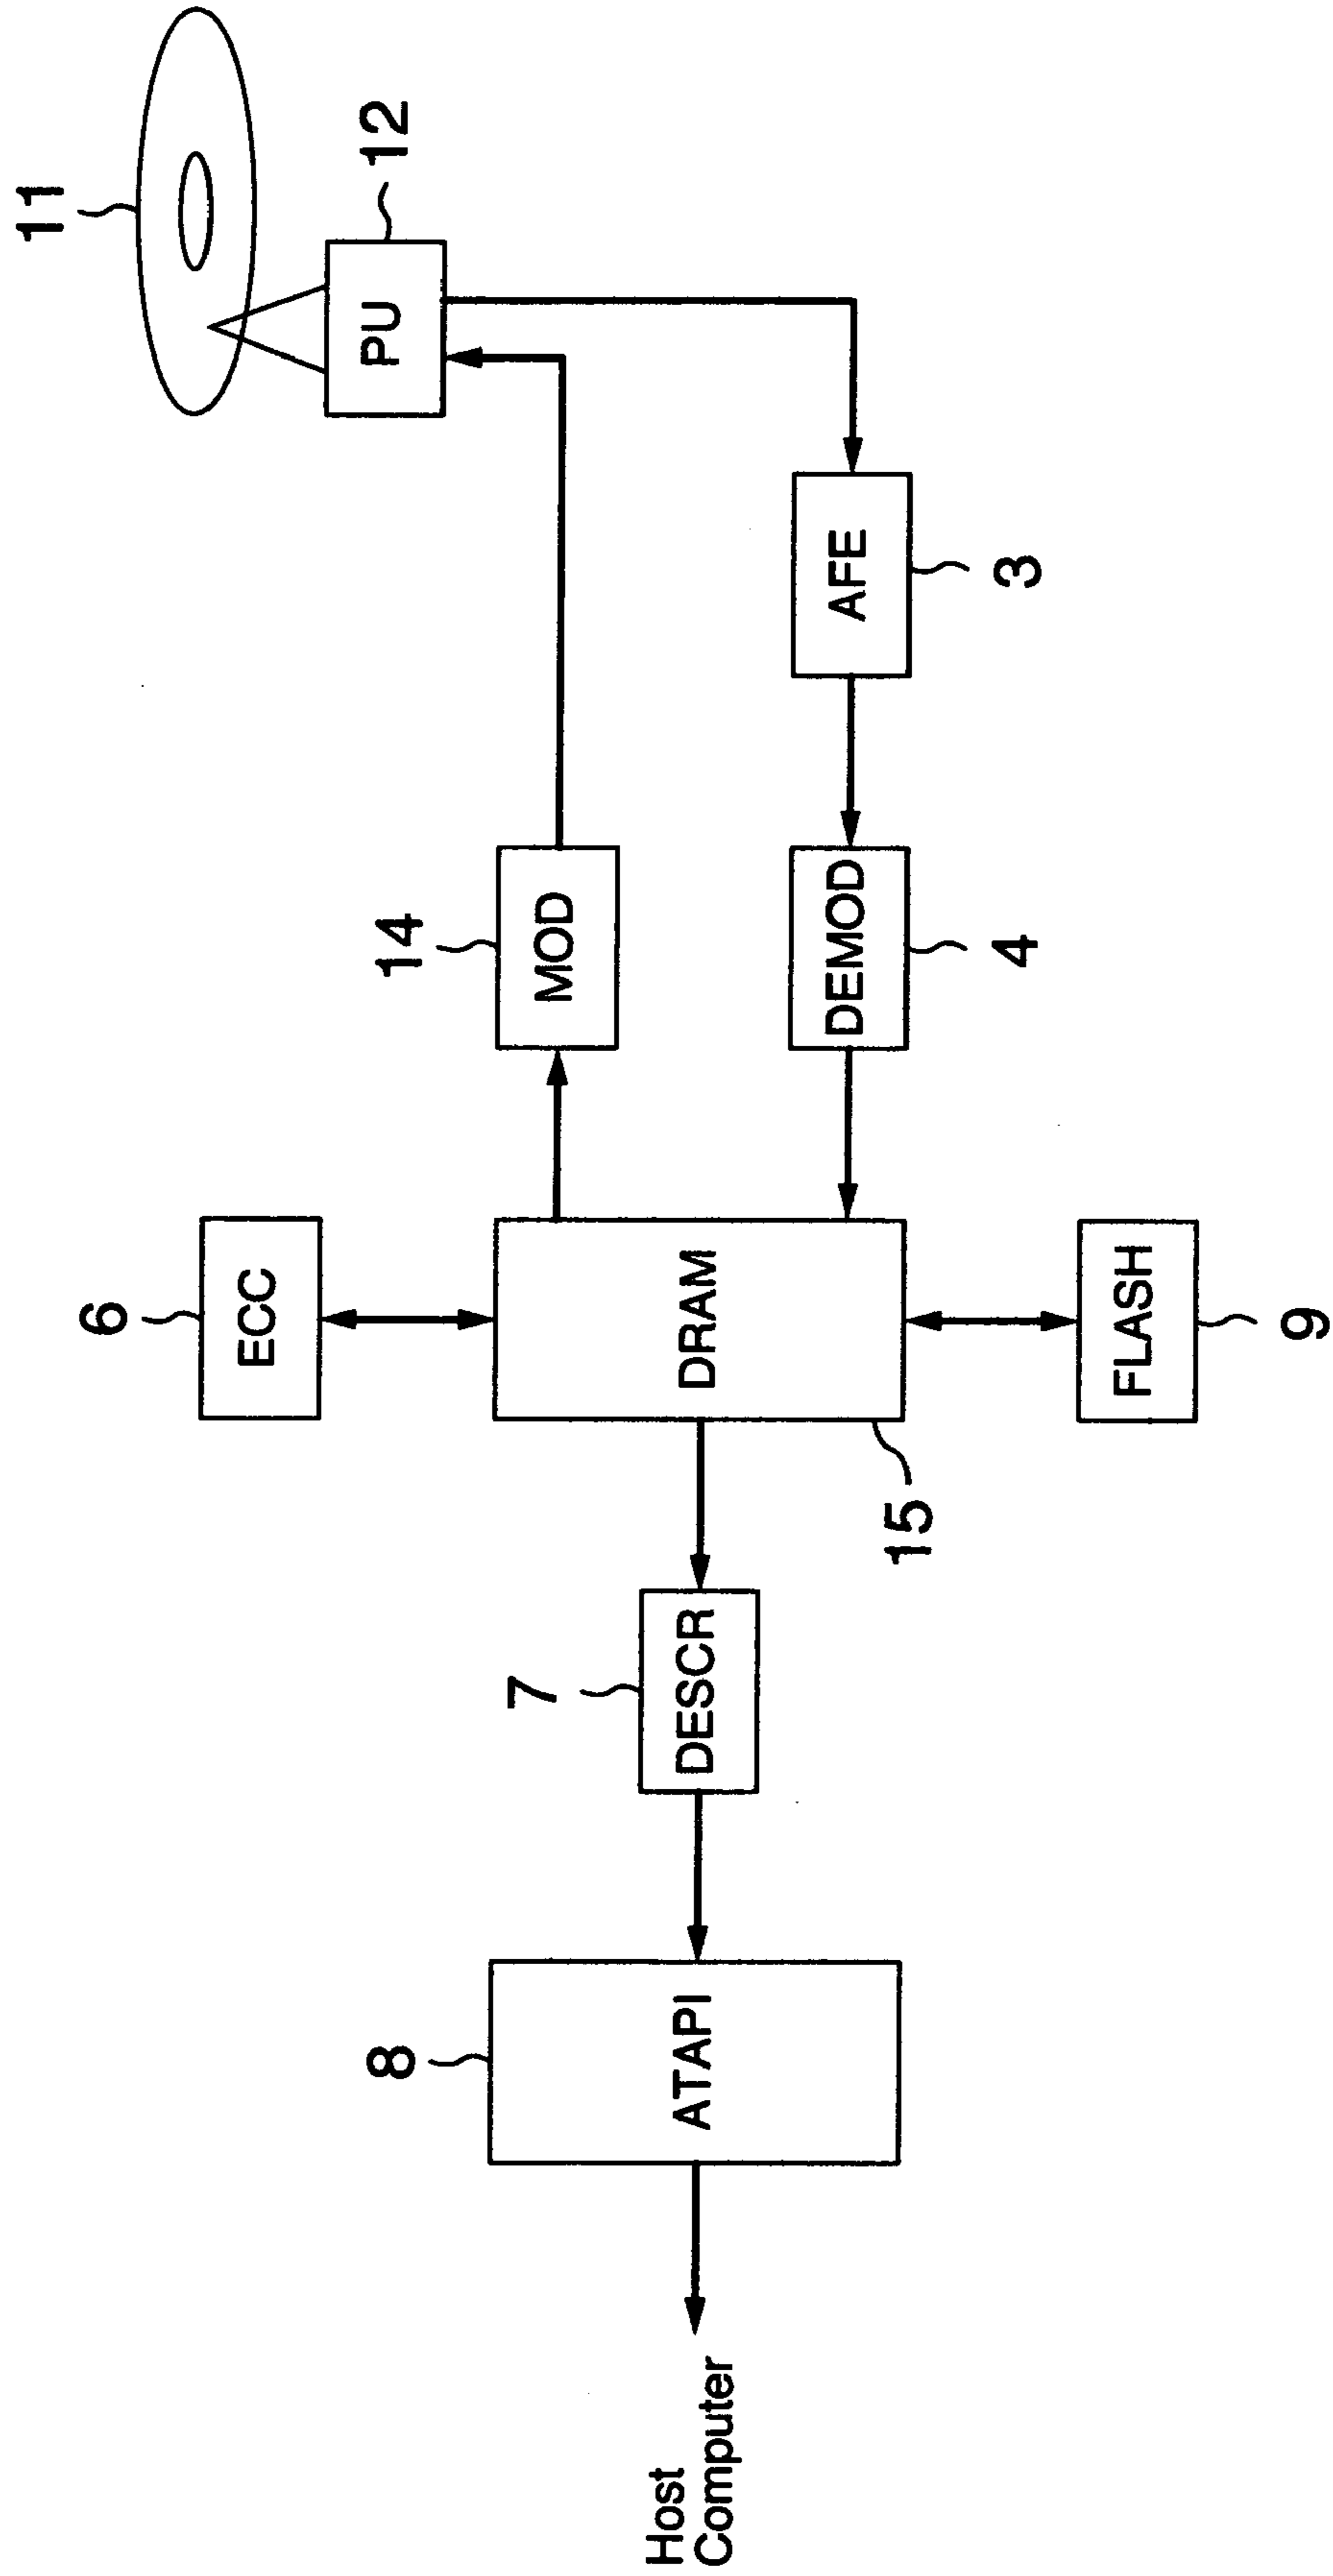 11
12
PU
14
MOD
AFE
3
DEMOD
4
6
ECC
DRAM
15
FLASH
9
7
DESCR
8
ATAPI
Host
Computer